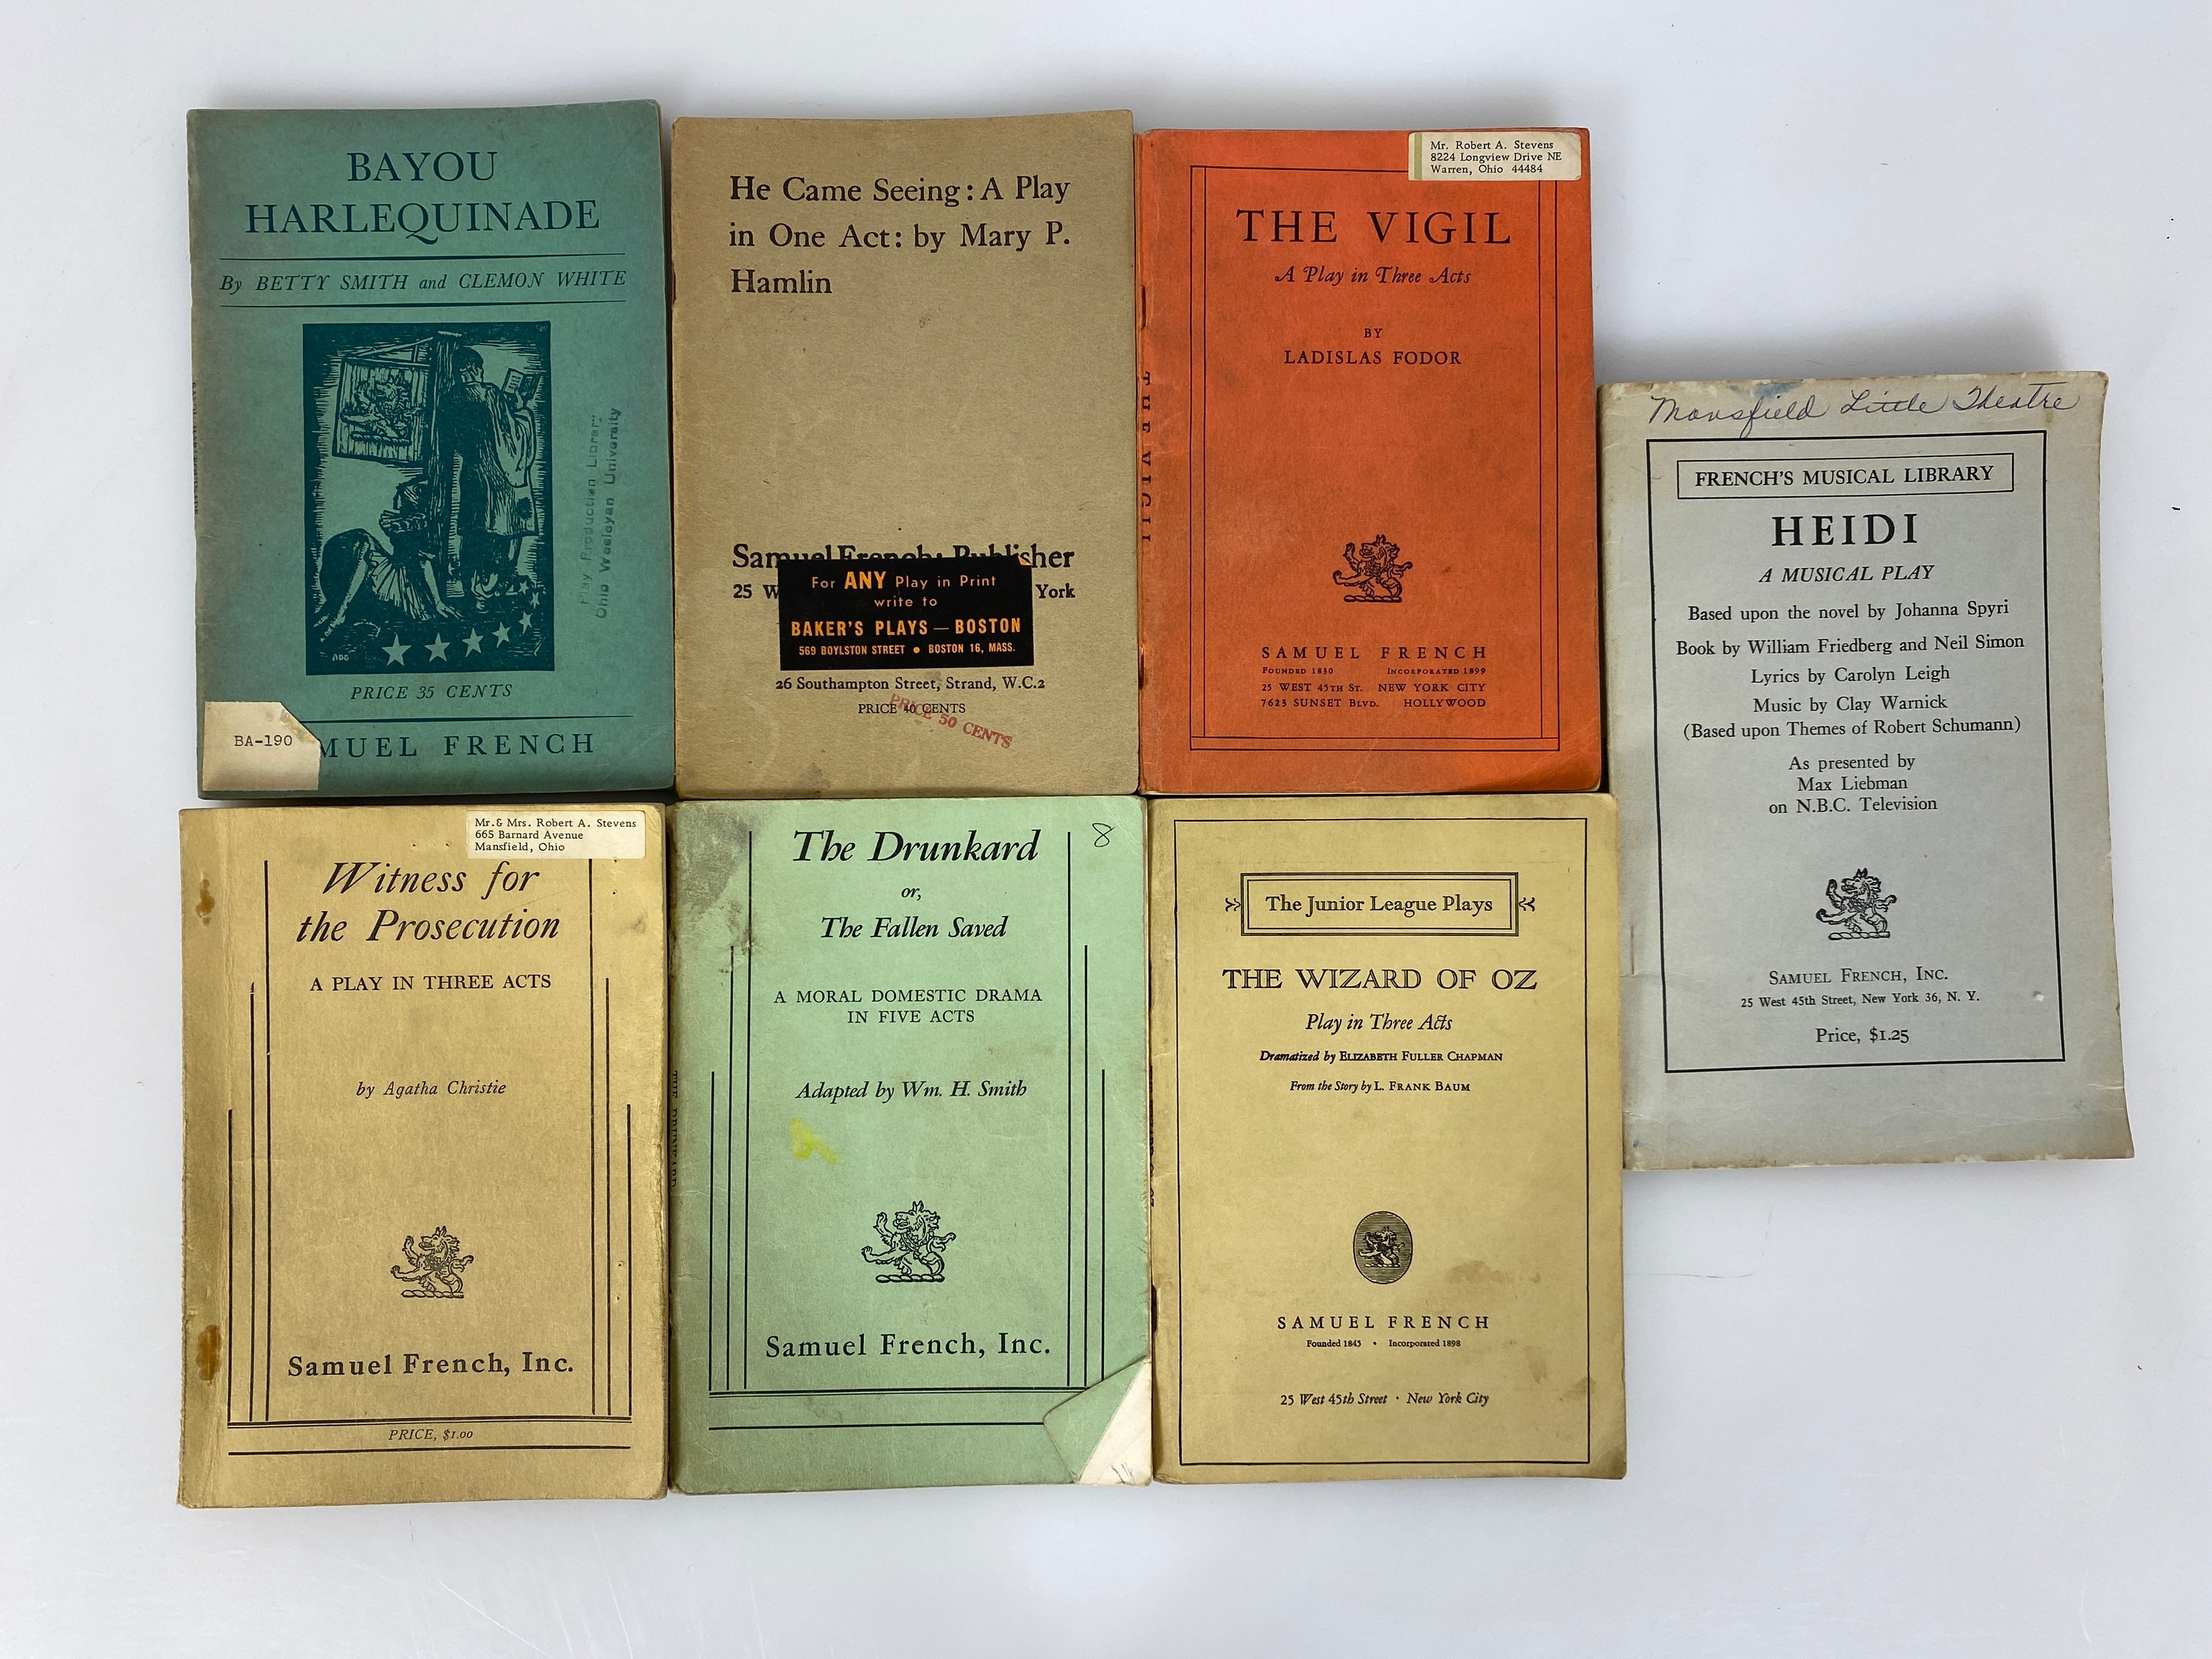 BAYOU
HARLEQUINADE
By BETTY SMITH and CLEMON WHITE
Play Production Library
Ohio Wesleyan University
PRICE 35 CENTS
BA-190
MUEL FRENCH
He Came Seeing: A Play
in One Act: by Mary P.
Hamlin
Samuel French: Publisher
25 W York
For ANY Play in Print
write to
BAKER'S PLAYS — BOSTON
569 BOYLSTON STREET • BOSTON 16, MASS.
26 Southampton Street, Strand, W.C.2
PRICE 40 CENTS
PRICE 50 CENTS
Mr. Robert A. Stevens
8224 Longview Drive NE
Warren, Ohio 44484
THE VIGIL
A Play in Three Acts
BY
LADISLAS FODOR
SAMUEL FRENCH
FOUNDED 1830 INCORPORATED 1899
25 WEST 45TH ST. NEW YORK CITY
7623 SUNSET BLVD. HOLLYWOOD
THE VIGIL
Mansfield Little Theatre
FRENCH'S MUSICAL LIBRARY
HEIDI
A MUSICAL PLAY
Based upon the novel by Johanna Spyri
Book by William Friedberg and Neil Simon
Lyrics by Carolyn Leigh
Music by Clay Warnick
(Based upon Themes of Robert Schumann)
As presented by
Max Liebman
on N.B.C. Television
SAMUEL FRENCH, INC.
25 West 45th Street, New York 36, N. Y.
Price, $1.25
Mr.& Mrs. Robert A. Stevens
665 Barnard Avenue
Mansfield, Ohio
Witness for
the Prosecution
A PLAY IN THREE ACTS
by Agatha Christie
Samuel French, Inc.
PRICE, $1.00
The Drunkard
8
or,
The Fallen Saved
A MORAL DOMESTIC DRAMA
IN FIVE ACTS
Adapted by Wm. H. Smith
Samuel French, Inc.
THE DRUNKARD
The Junior League Plays
THE WIZARD OF OZ
Play in Three Acts
Dramatized by ELIZABETH FULLER CHAPMAN
From the Story by L. FRANK BAUM
SAMUEL FRENCH
Founded 1845 • Incorporated 1898
25 West 45th Street · New York City